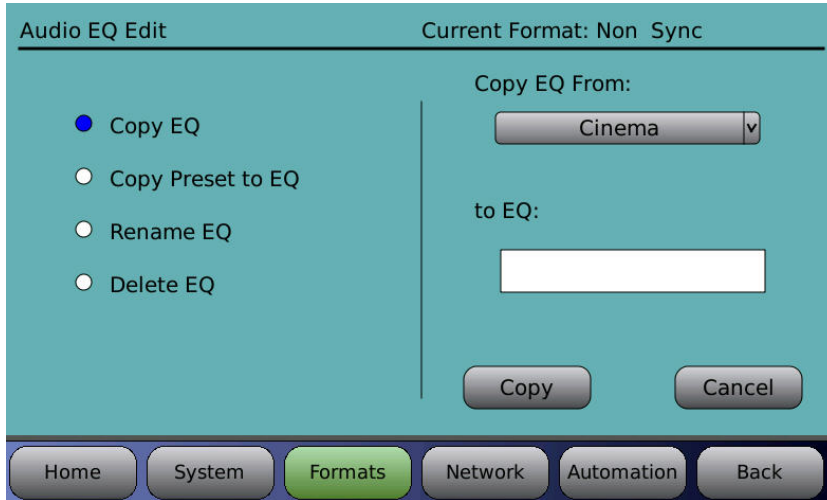 Audio EQ Edit
Current Format: Non Sync
Copy EQ
Copy Preset to EQ
Rename EQ
Delete EQ
Copy EQ From:
Cinema
to EQ:
Copy
Cancel
Home
System
Formats
Network
Automation
Back